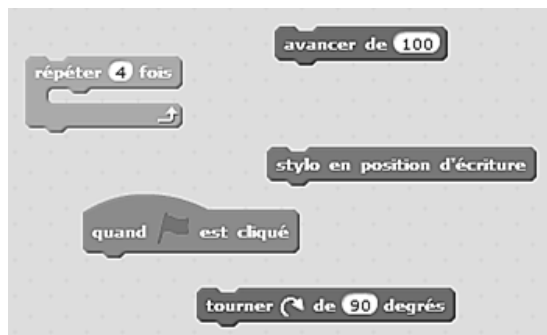 avancer de 100
répéter 4 fois
stylo en position d'écriture
quand est cliqué
tourner de 90 degrés